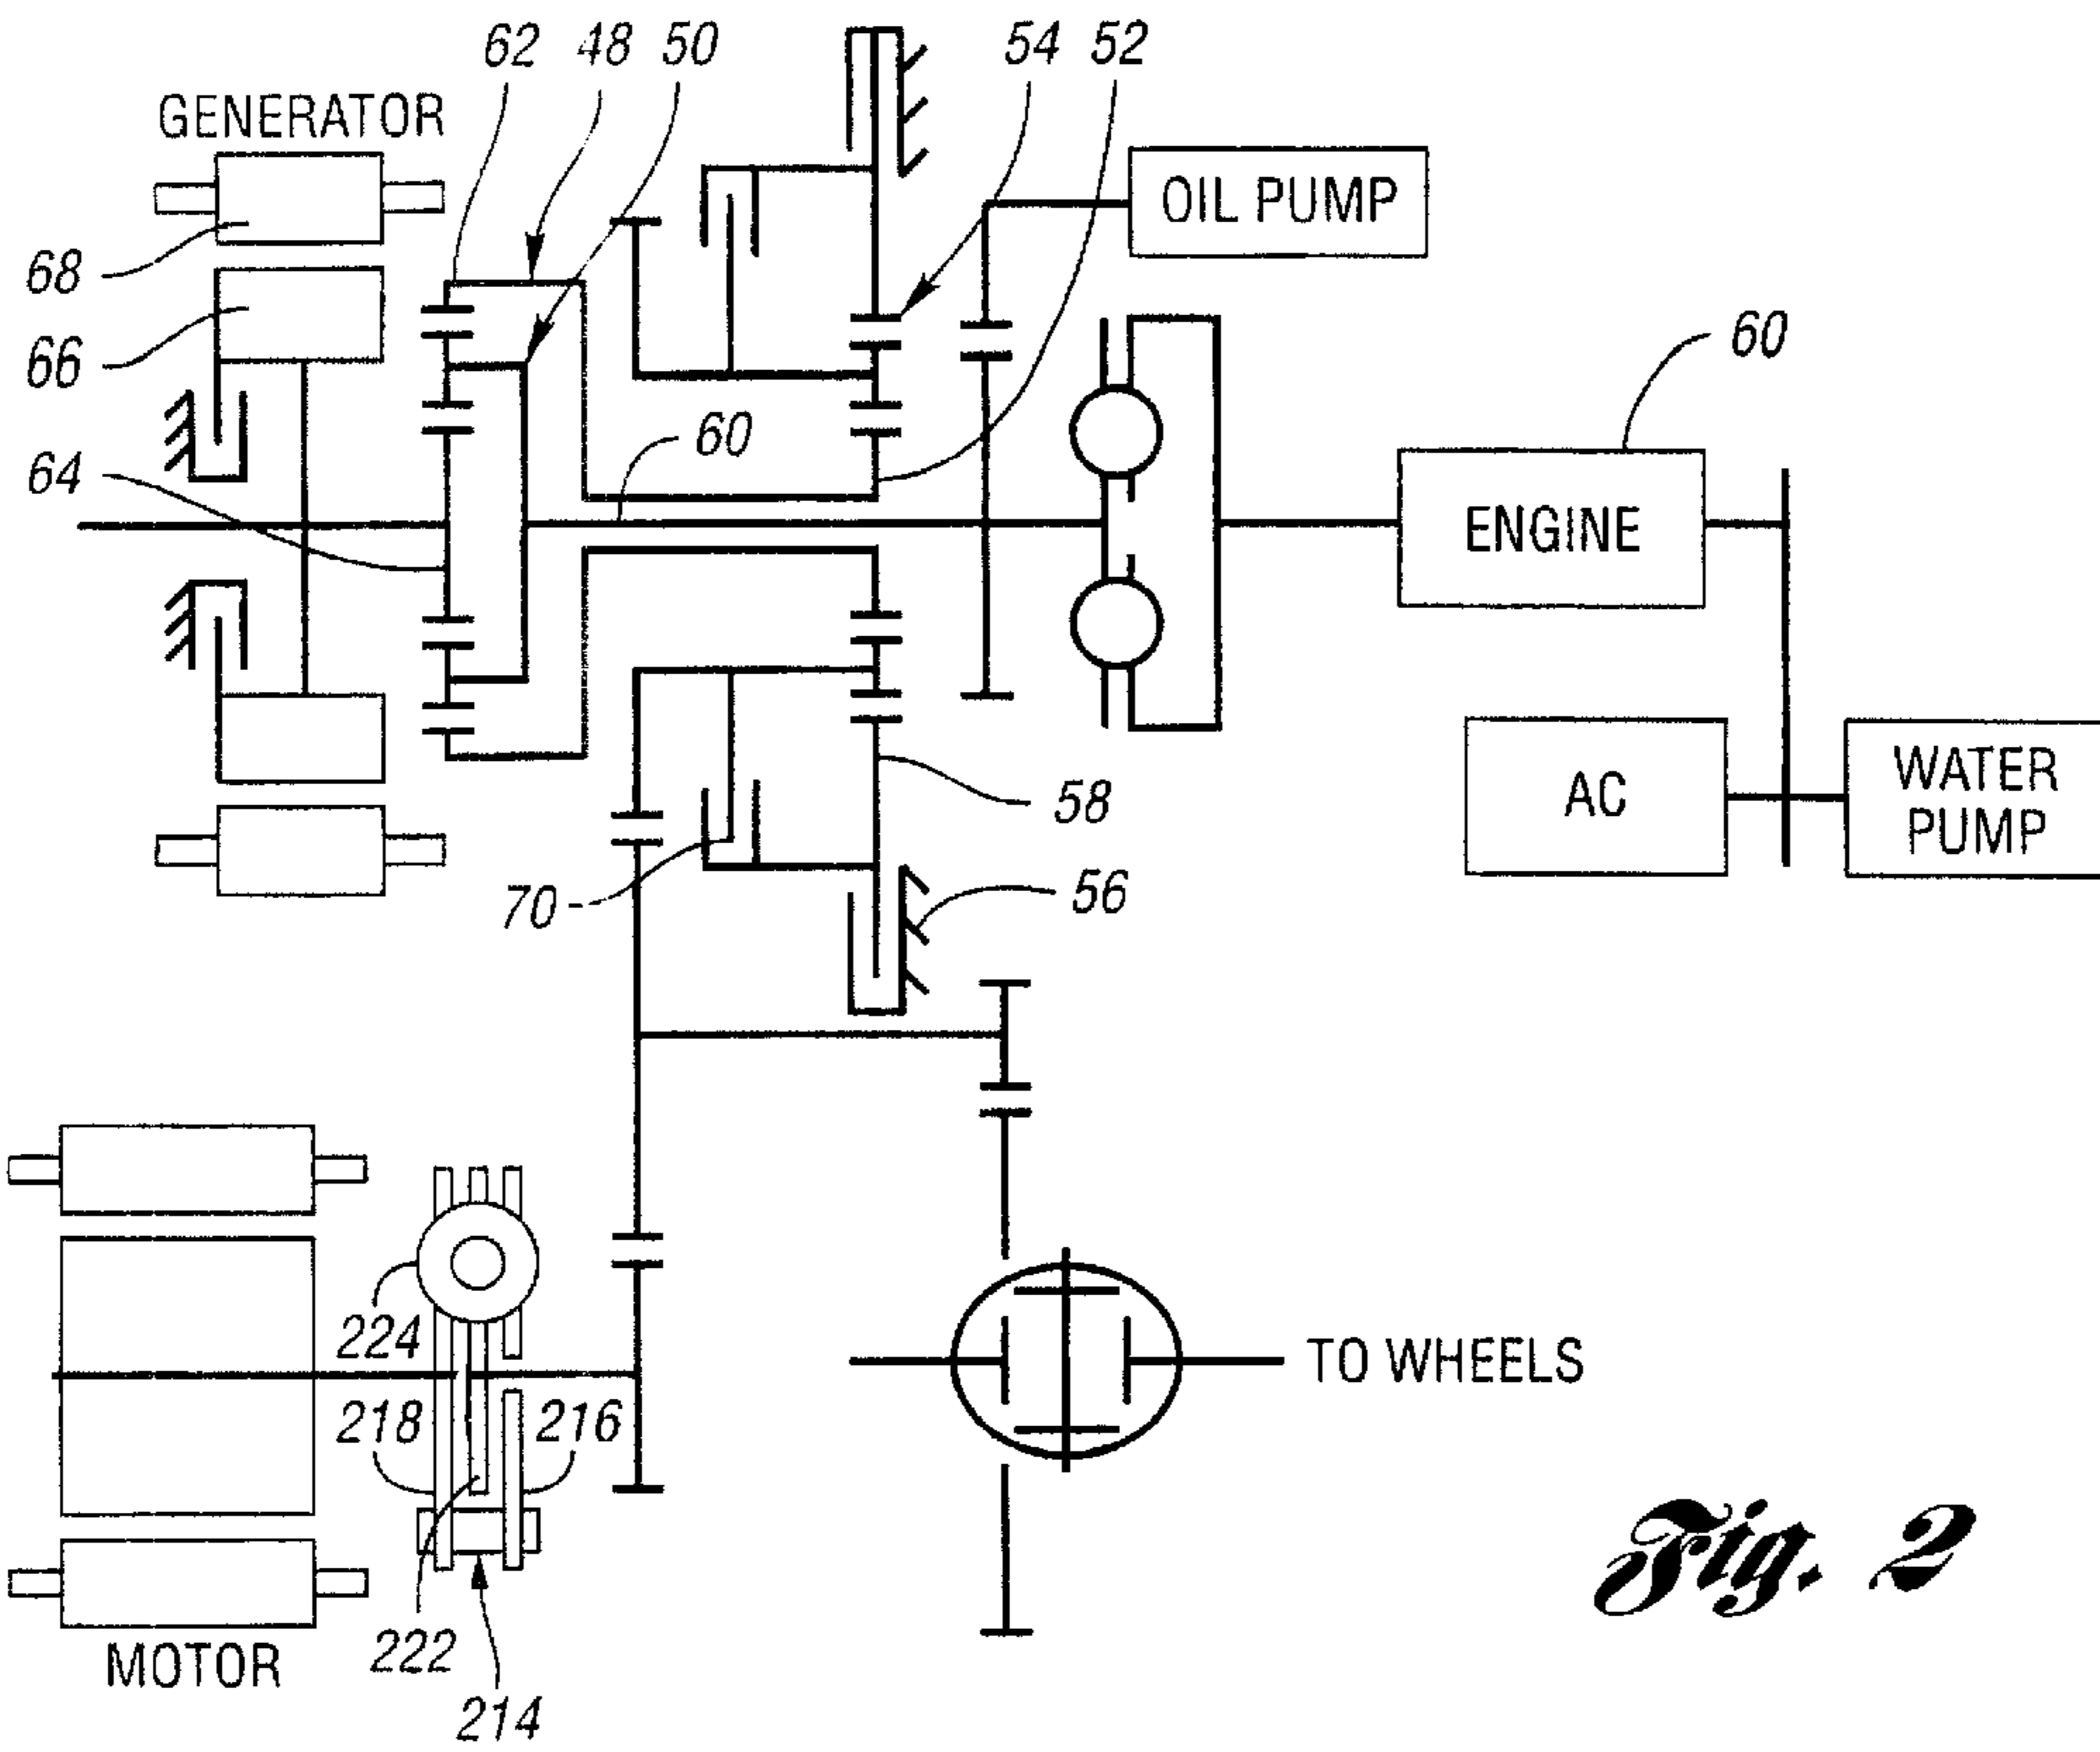 62 48 50 54 52
GENERATOR
OIL PUMP
68
66
60
60
64
ENGINE
58
AC
WATER
PUMP
70
56
224
TO WHEELS
218
216
222
MOTOR
214
Fig. 2